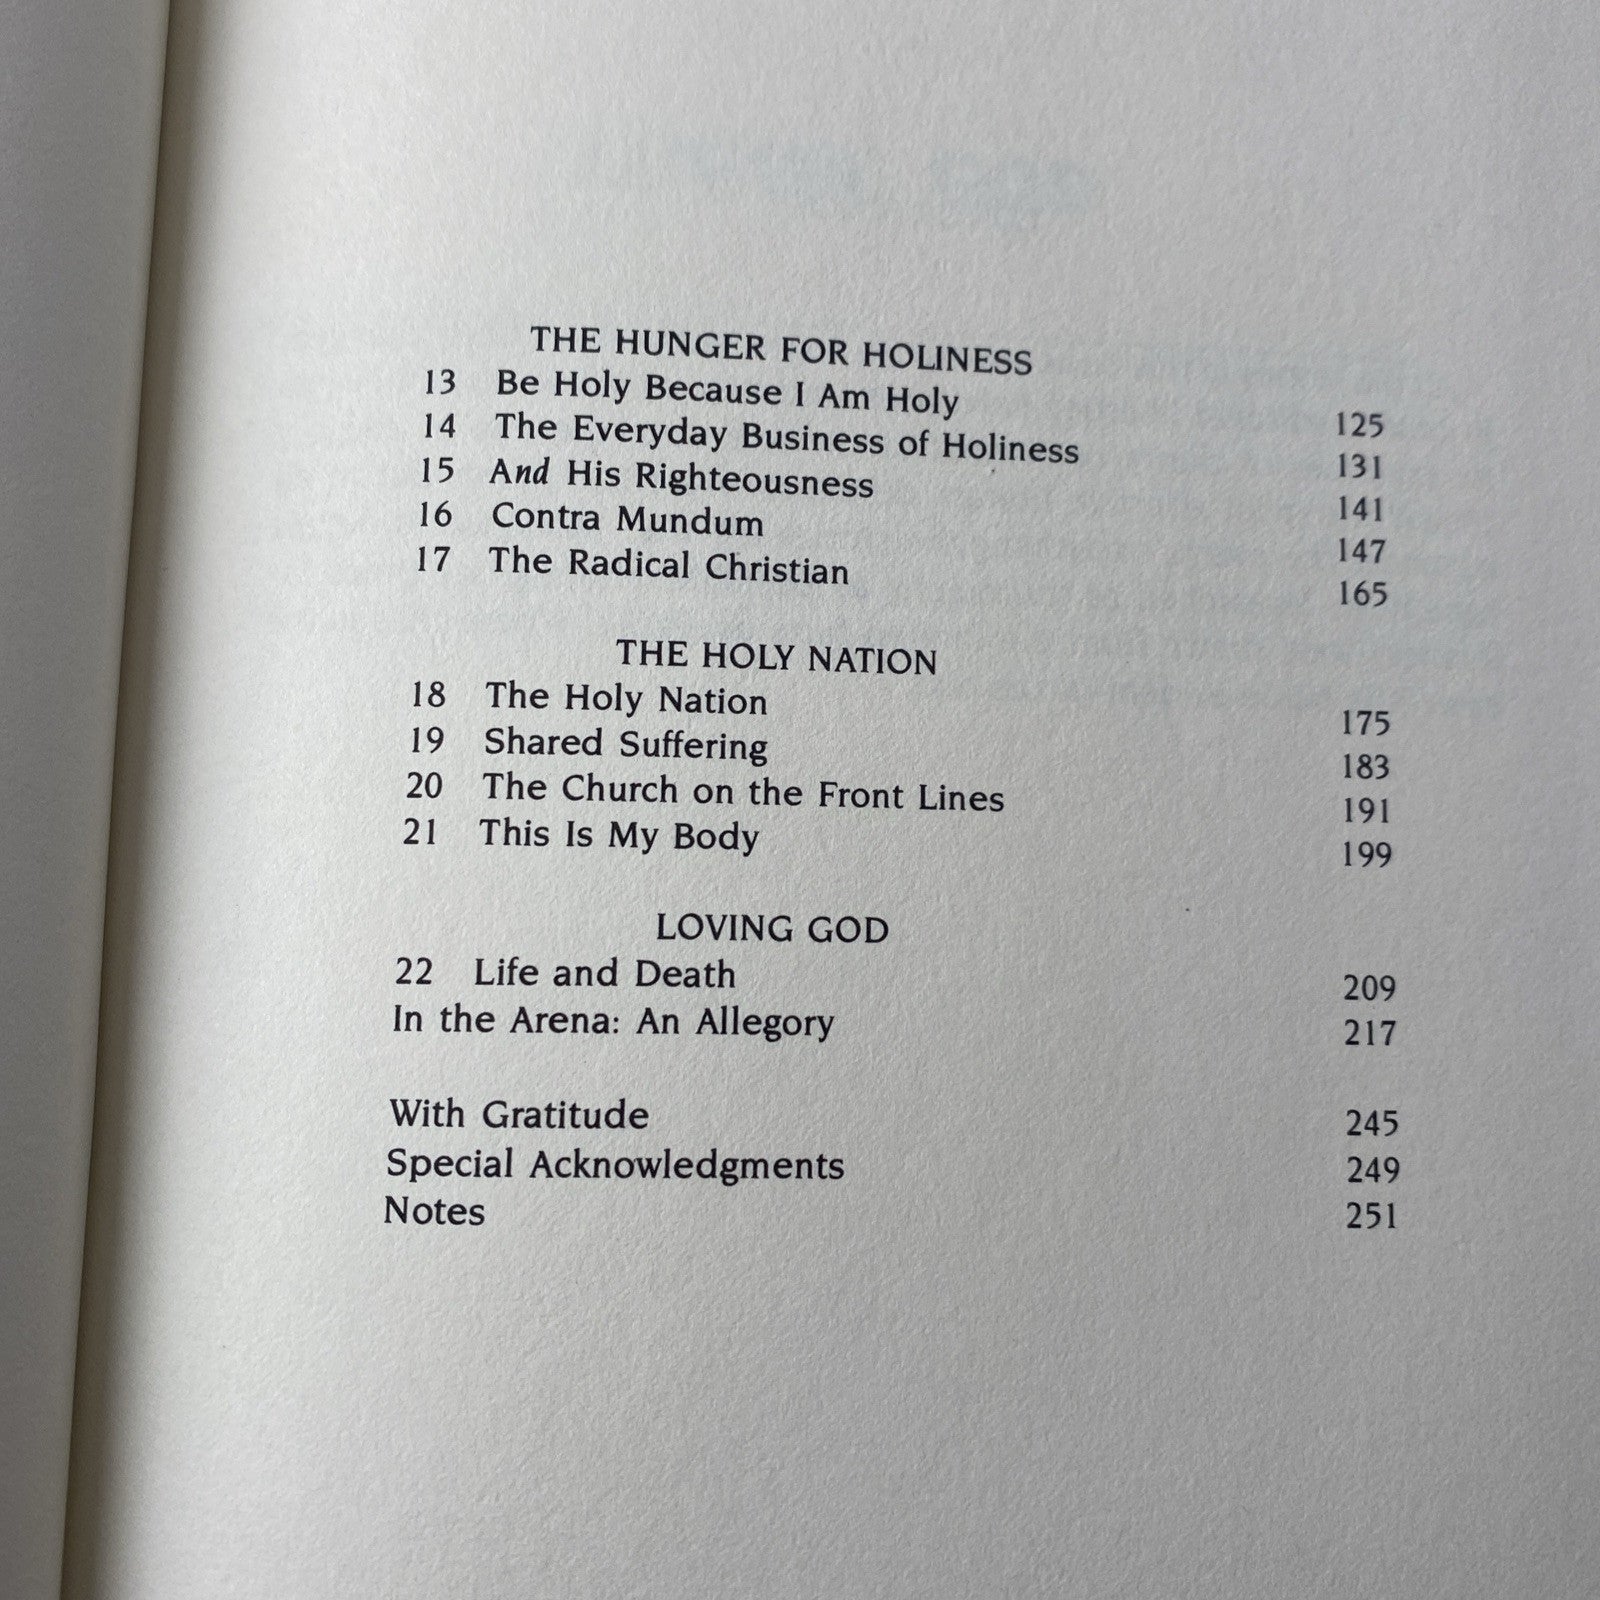 THE HUNGER FOR HOLINESS
13 Be Holy Because I Am Holy 125
14 The Everyday Business of Holiness 131
15 And His Righteousness 141
16 Contra Mundum 147
17 The Radical Christian 165
THE HOLY NATION
18 The Holy Nation 175
19 Shared Suffering 183
20 The Church on the Front Lines 191
21 This Is My Body 199
LOVING GOD
22 Life and Death 209
In the Arena: An Allegory 217
With Gratitude 245
Special Acknowledgments 249
Notes 251